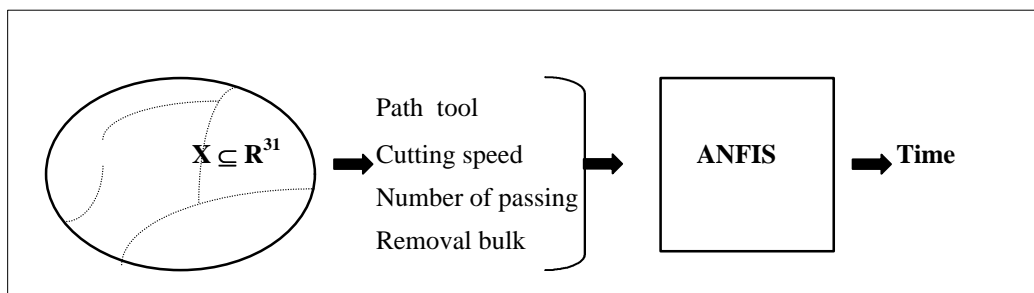 X ⊆ R³¹
Path tool
Cutting speed
Number of passing
Removal bulk
ANFIS
Time